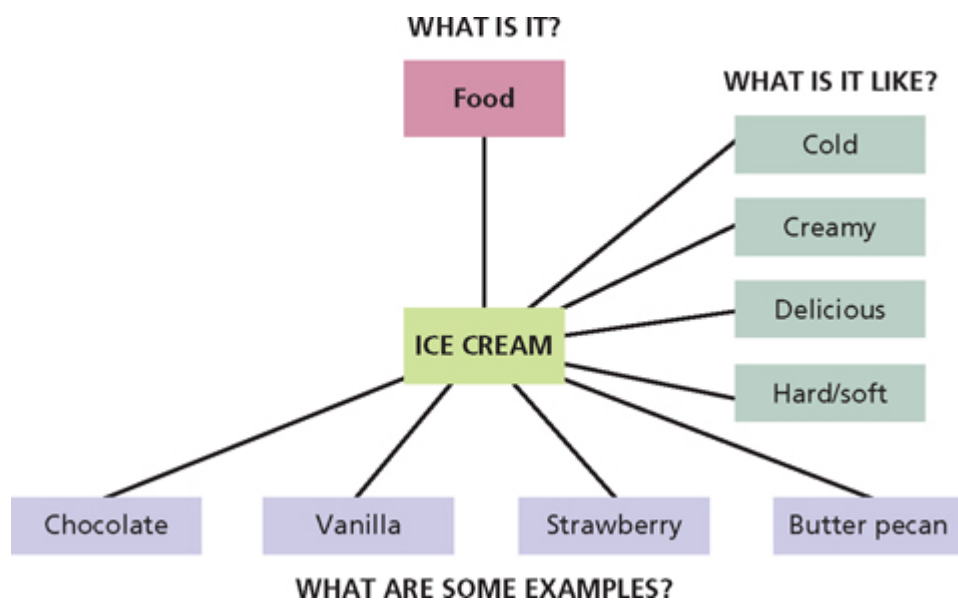 WHAT IS IT?
Food
WHAT IS IT LIKE?
Cold
Creamy
Delicious
Hard/soft
ICE CREAM
Chocolate
Vanilla
Strawberry
Butter pecan
WHAT ARE SOME EXAMPLES?